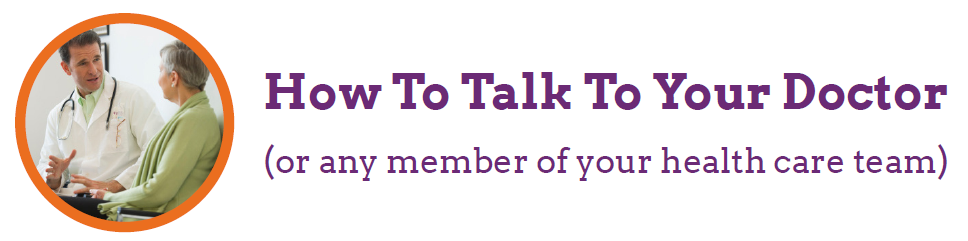 How To Talk To Your Doctor
(or any member of your health care team)